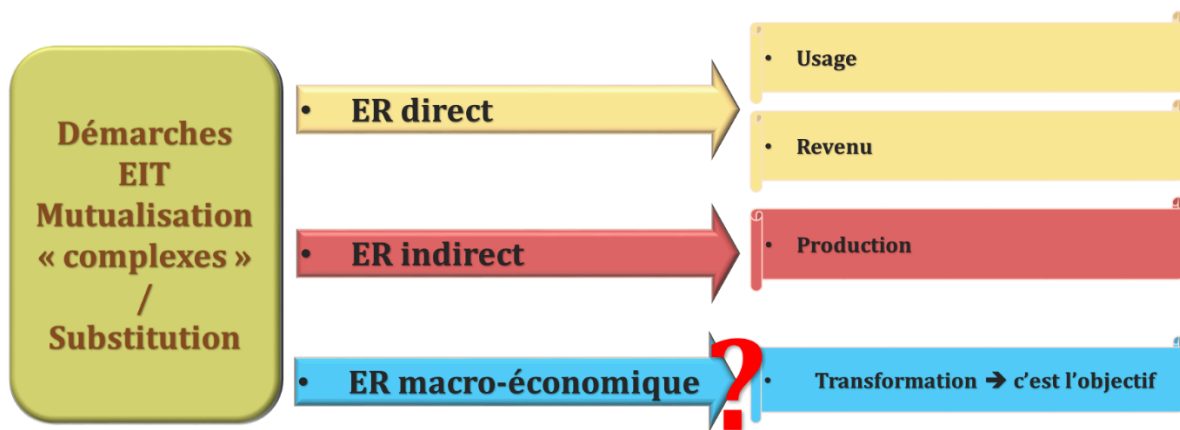 Démarches
EIT
Mutualisation
« complexes »
/
Substitution
• ER direct
• Usage
• Revenu
• ER indirect
• Production
• ER macro-économique
?
• Transformation ➔ c’est l’objectif